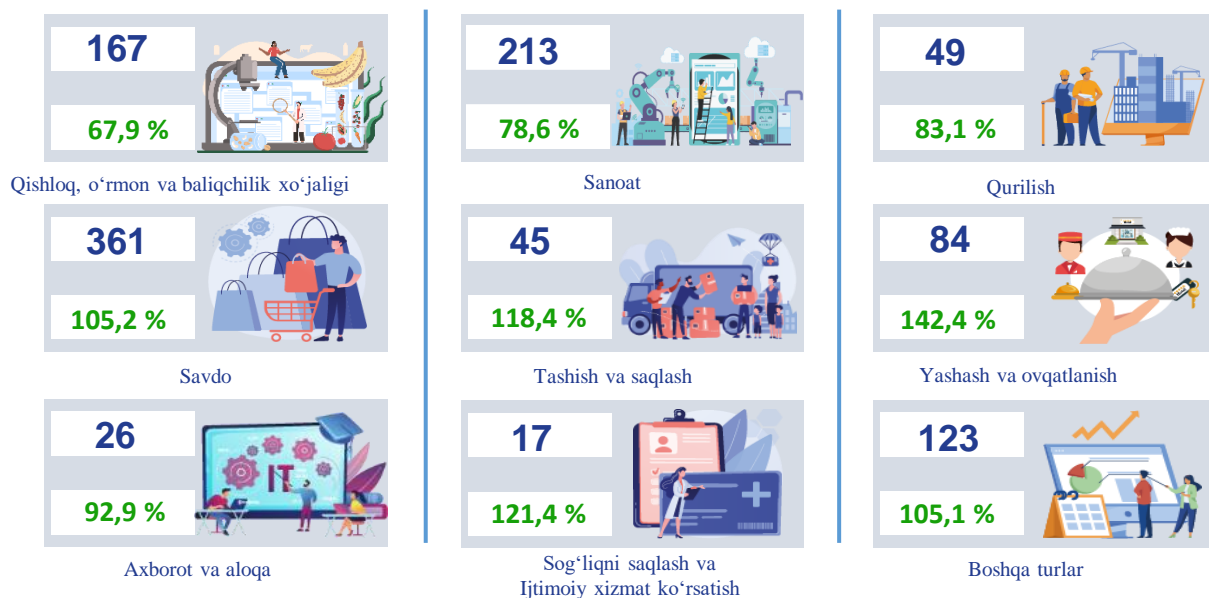 167
67,9 %
Qishloq, o‘rmon va baliqchilik xo‘jaligi
213
78,6 %
Sanoat
49
83,1 %
Qurilish
361
105,2 %
Savdo
45
118,4 %
Tashish va saqlash
84
142,4 %
Yashash va ovqatlanish
26
92,9 %
IT
Axborot va aloqa
17
121,4 %
Sog‘liqni saqlash va
Ijtimoiy xizmat ko‘rsatish
123
105,1 %
Boshqa turlar